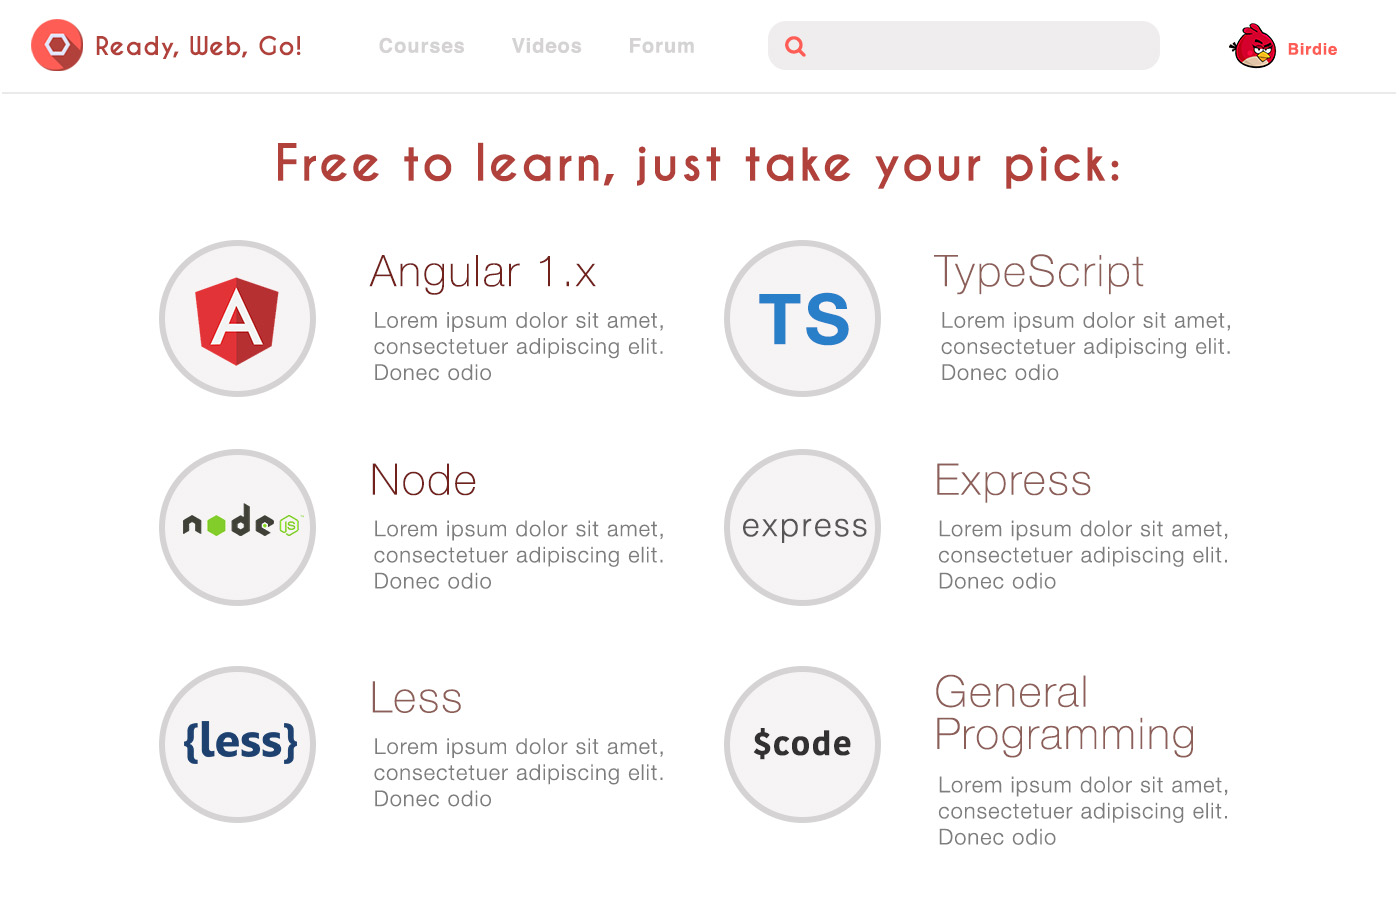 Ready, Web, Go!
Courses
Videos
Forum
Birdie
Free to learn, just take your pick:
Angular 1.x
Lorem ipsum dolor sit amet,
consectetuer adipiscing elit.
Donec odio
TS
TypeScript
Lorem ipsum dolor sit amet,
consectetuer adipiscing elit.
Donec odio
node JS
Node
Lorem ipsum dolor sit amet,
consectetuer adipiscing elit.
Donec odio
express
Express
Lorem ipsum dolor sit amet,
consectetuer adipiscing elit.
Donec odio
{less}
Less
Lorem ipsum dolor sit amet,
consectetuer adipiscing elit.
Donec odio
$code
General
Programming
Lorem ipsum dolor sit amet,
consectetuer adipiscing elit.
Donec odio